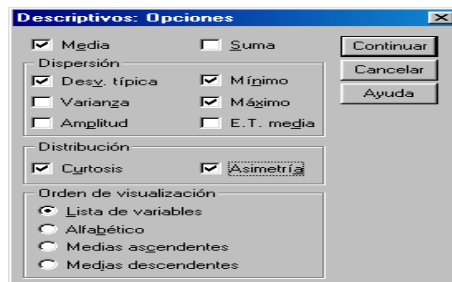 Descriptivos: Opciones
Media Suma Continuar
Dispersión Cancelar
Desv. típica Mínimo Ayuda
Varianza Máximo
Amplitud E.T. media
Distribución
Curtosis Asimetría
Orden de visualización
Lista de variables
Alfabético
Medias ascendentes
Medias descendentes